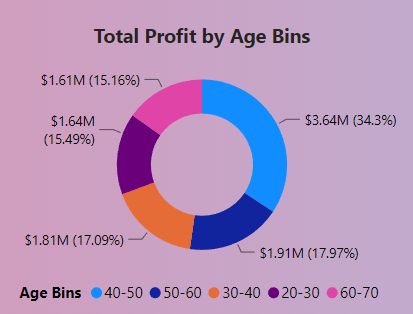 Total Profit by Age Bins
$1.61M (15.16%)
$3.64M (34.3%)
$1.64M
(15.49%)
$1.81M (17.09%)
$1.91M (17.97%)
Age Bins 40-50 50-60 30-40 20-30 60-70